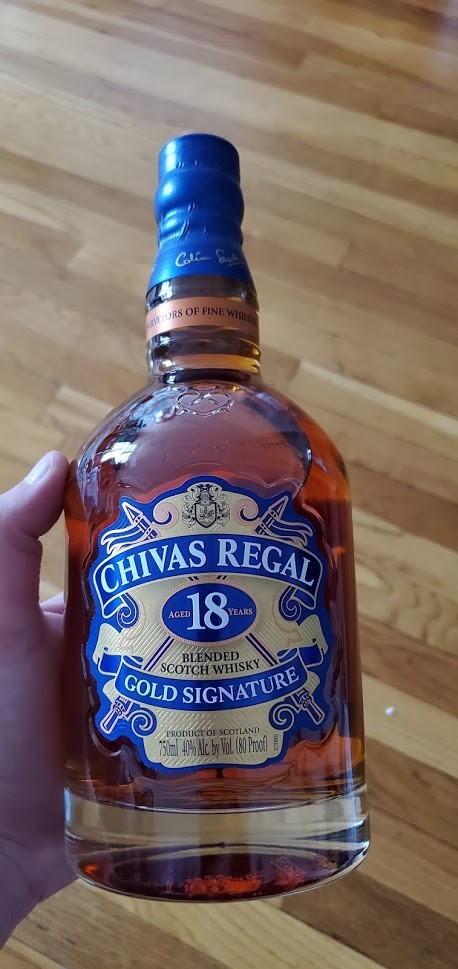 RVEYORS OF FINE WHISK
CHIVAS REGAL
AGED 18 YEARS
BLENDED
SCOTCH WHISKY
GOLD SIGNATURE
PRODUCT OF SCOTLAND
750ml 40% Alc. by Vol. (80 Proof)